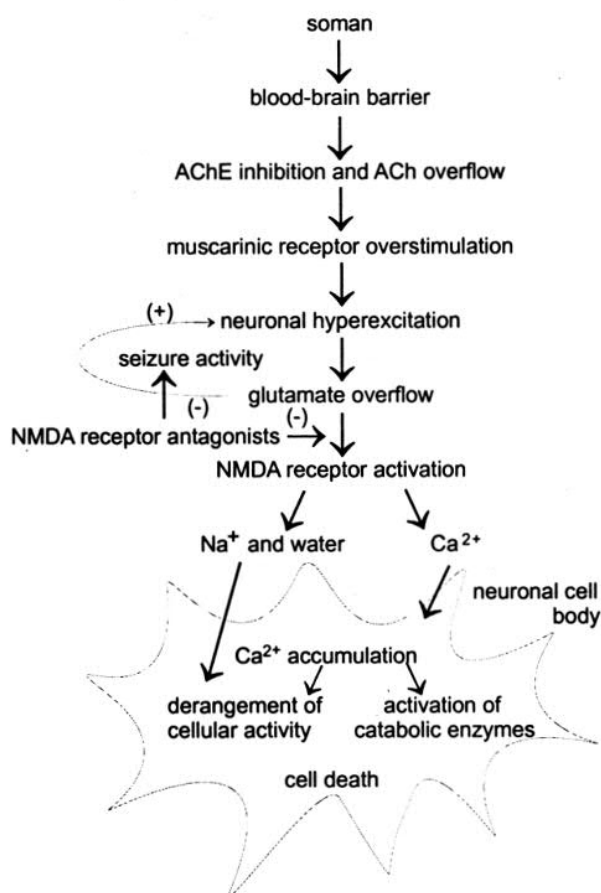 soman
blood-brain barrier
AChE inhibition and ACh overflow
muscarinic receptor overstimulation
(+)
neuronal hyperexcitation
seizure activity
glutamate overflow
(-)
(-)
NMDA receptor antagonists
NMDA receptor activation
Na⁺ and water
Ca²⁺
neuronal cell
body
Ca²⁺ accumulation
derangement of
cellular activity
activation of
catabolic enzymes
cell death